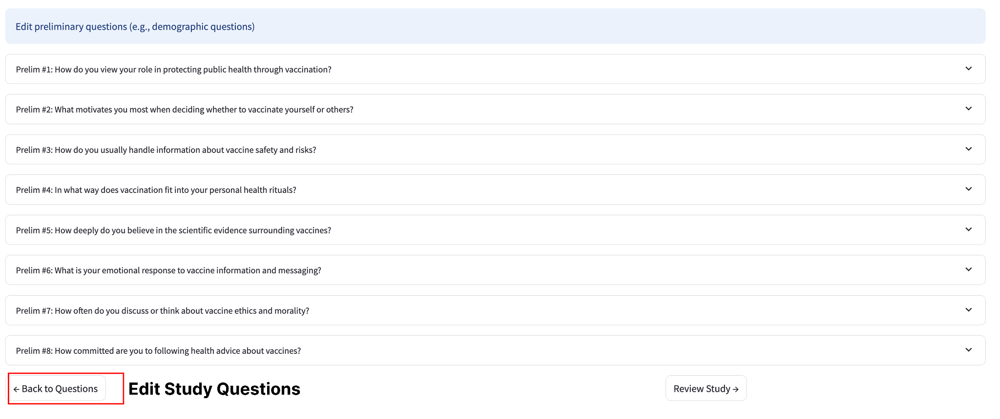 Edit preliminary questions (e.g., demographic questions)
Prelim #1: How do you view your role in protecting public health through vaccination?
Prelim #2: What motivates you most when deciding whether to vaccinate yourself or others?
Prelim #3: How do you usually handle information about vaccine safety and risks?
Prelim #4: In what way does vaccination fit into your personal health rituals?
Prelim #5: How deeply do you believe in the scientific evidence surrounding vaccines?
Prelim #6: What is your emotional response to vaccine information and messaging?
Prelim #7: How often do you discuss or think about vaccine ethics and morality?
Prelim #8: How committed are you to following health advice about vaccines?
← Back to Questions Edit Study Questions Review Study →